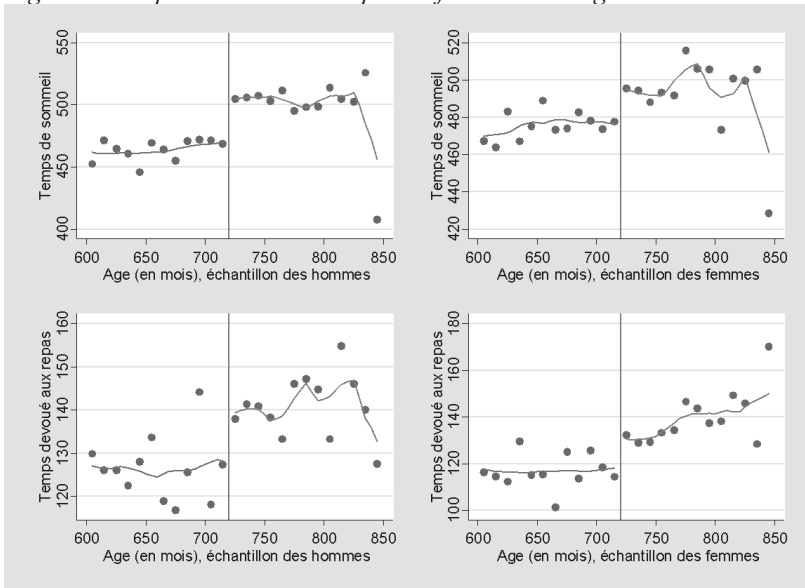 Temps de sommeil
550
500
450
400
600 650 700 750 800 850
Age (en mois), échantillon des hommes
Temps de sommeil
520
500
480
460
440
420
600 650 700 750 800 850
Age (en mois), échantillon des femmes
Temps devoué aux repas
160
150
140
130
120
600 650 700 750 800 850
Age (en mois), échantillon des hommes
Temps devoué aux repas
180
160
140
120
100
600 650 700 750 800 850
Age (en mois), échantillon des femmes